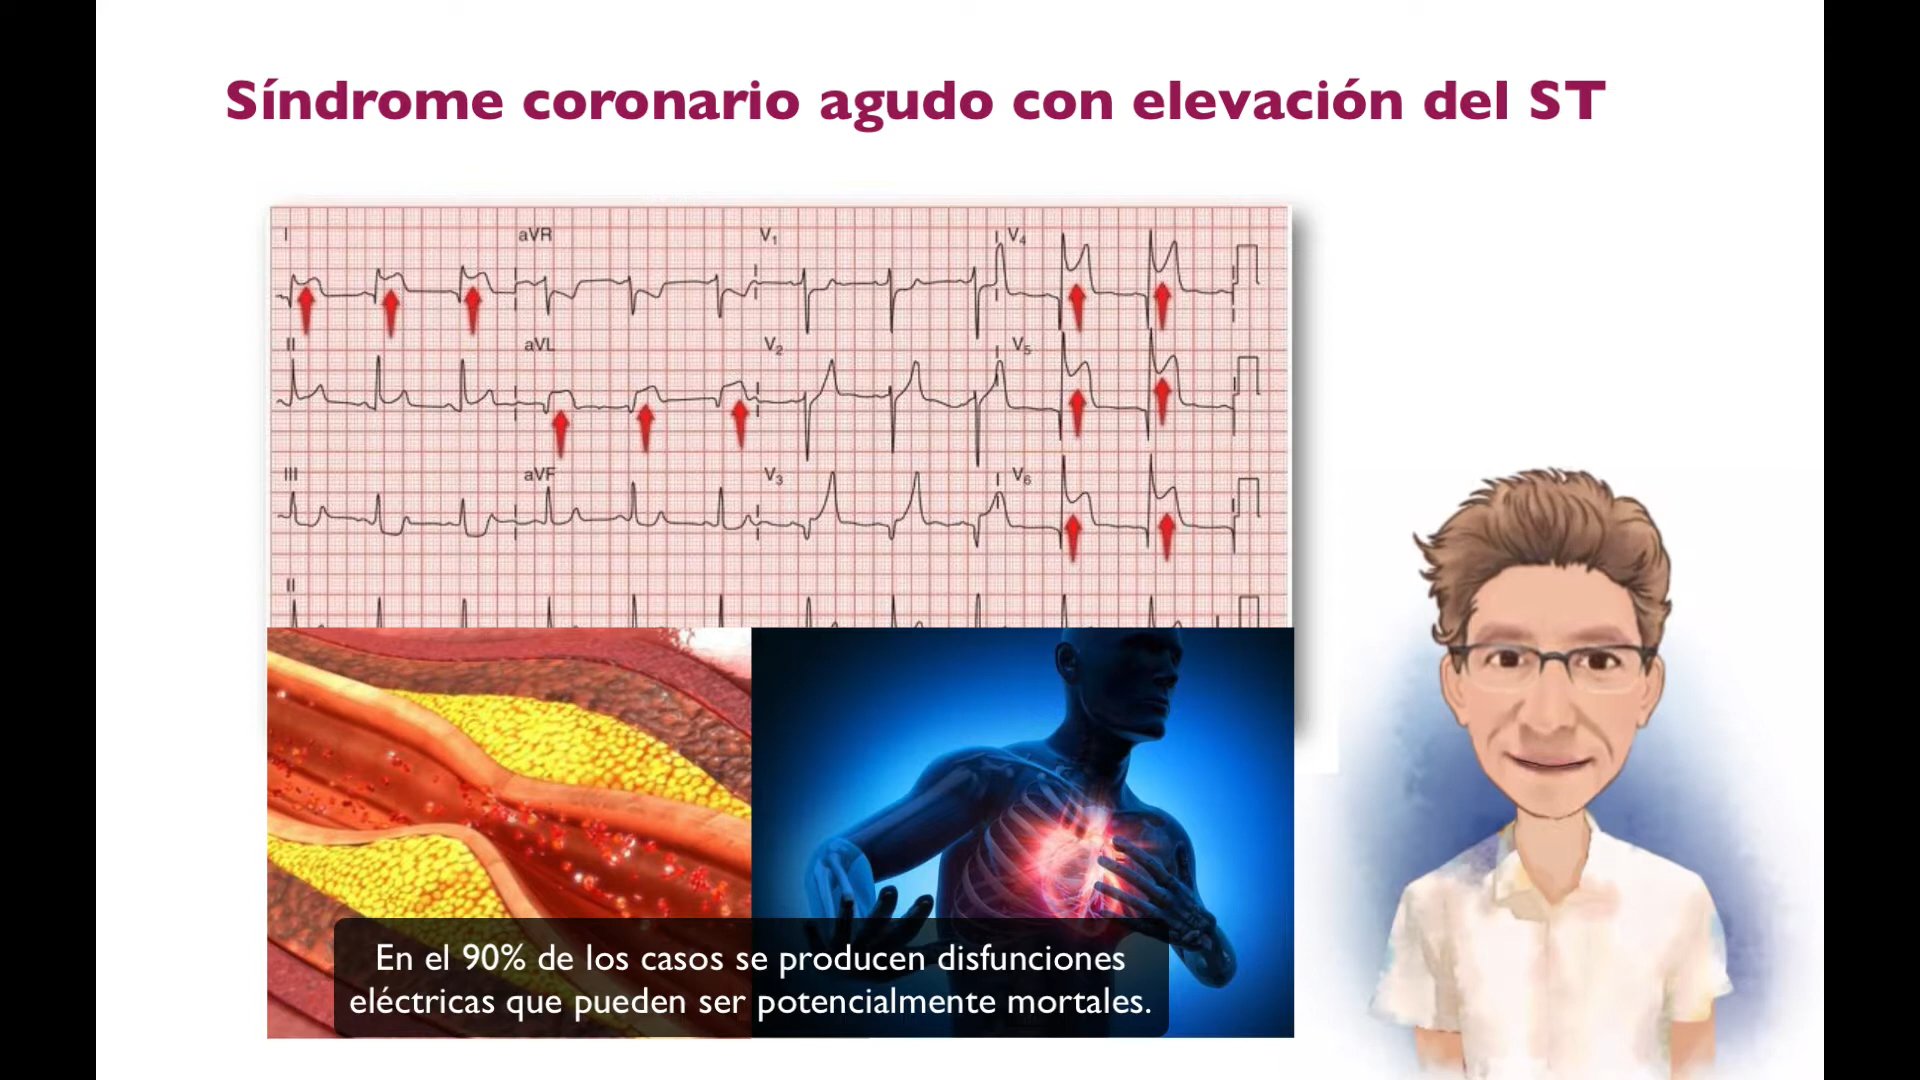 Síndrome coronario agudo con elevación del ST
I aVR V1 V4
II aVL V2 V5
III aVF V3 V6
II
En el 90% de los casos se producen disfunciones
eléctricas que pueden ser potencialmente mortales.